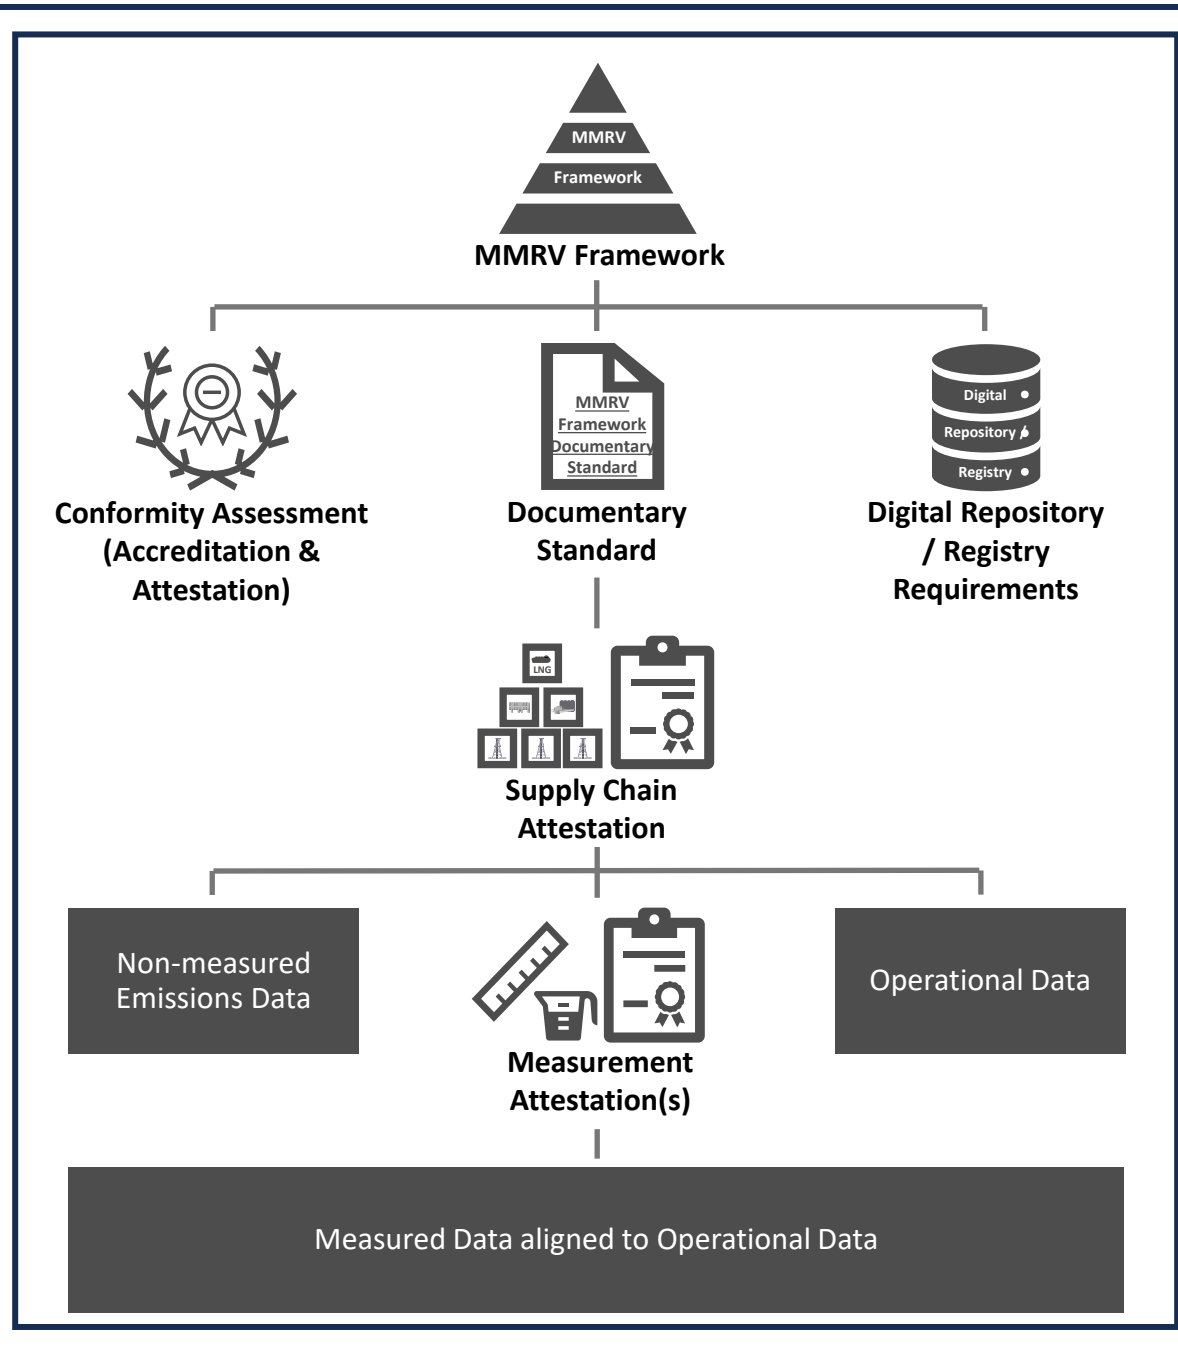 MMRV
Framework
MMRV Framework
MMRV
Framework
Documentary
Standard
Digital
Repository /
Registry
Conformity Assessment
(Accreditation &
Attestation)
Documentary
Standard
Digital Repository
/ Registry
Requirements
LNG
Supply Chain
Attestation
Non-measured
Emissions Data
Operational Data
Measurement
Attestation(s)
Measured Data aligned to Operational Data